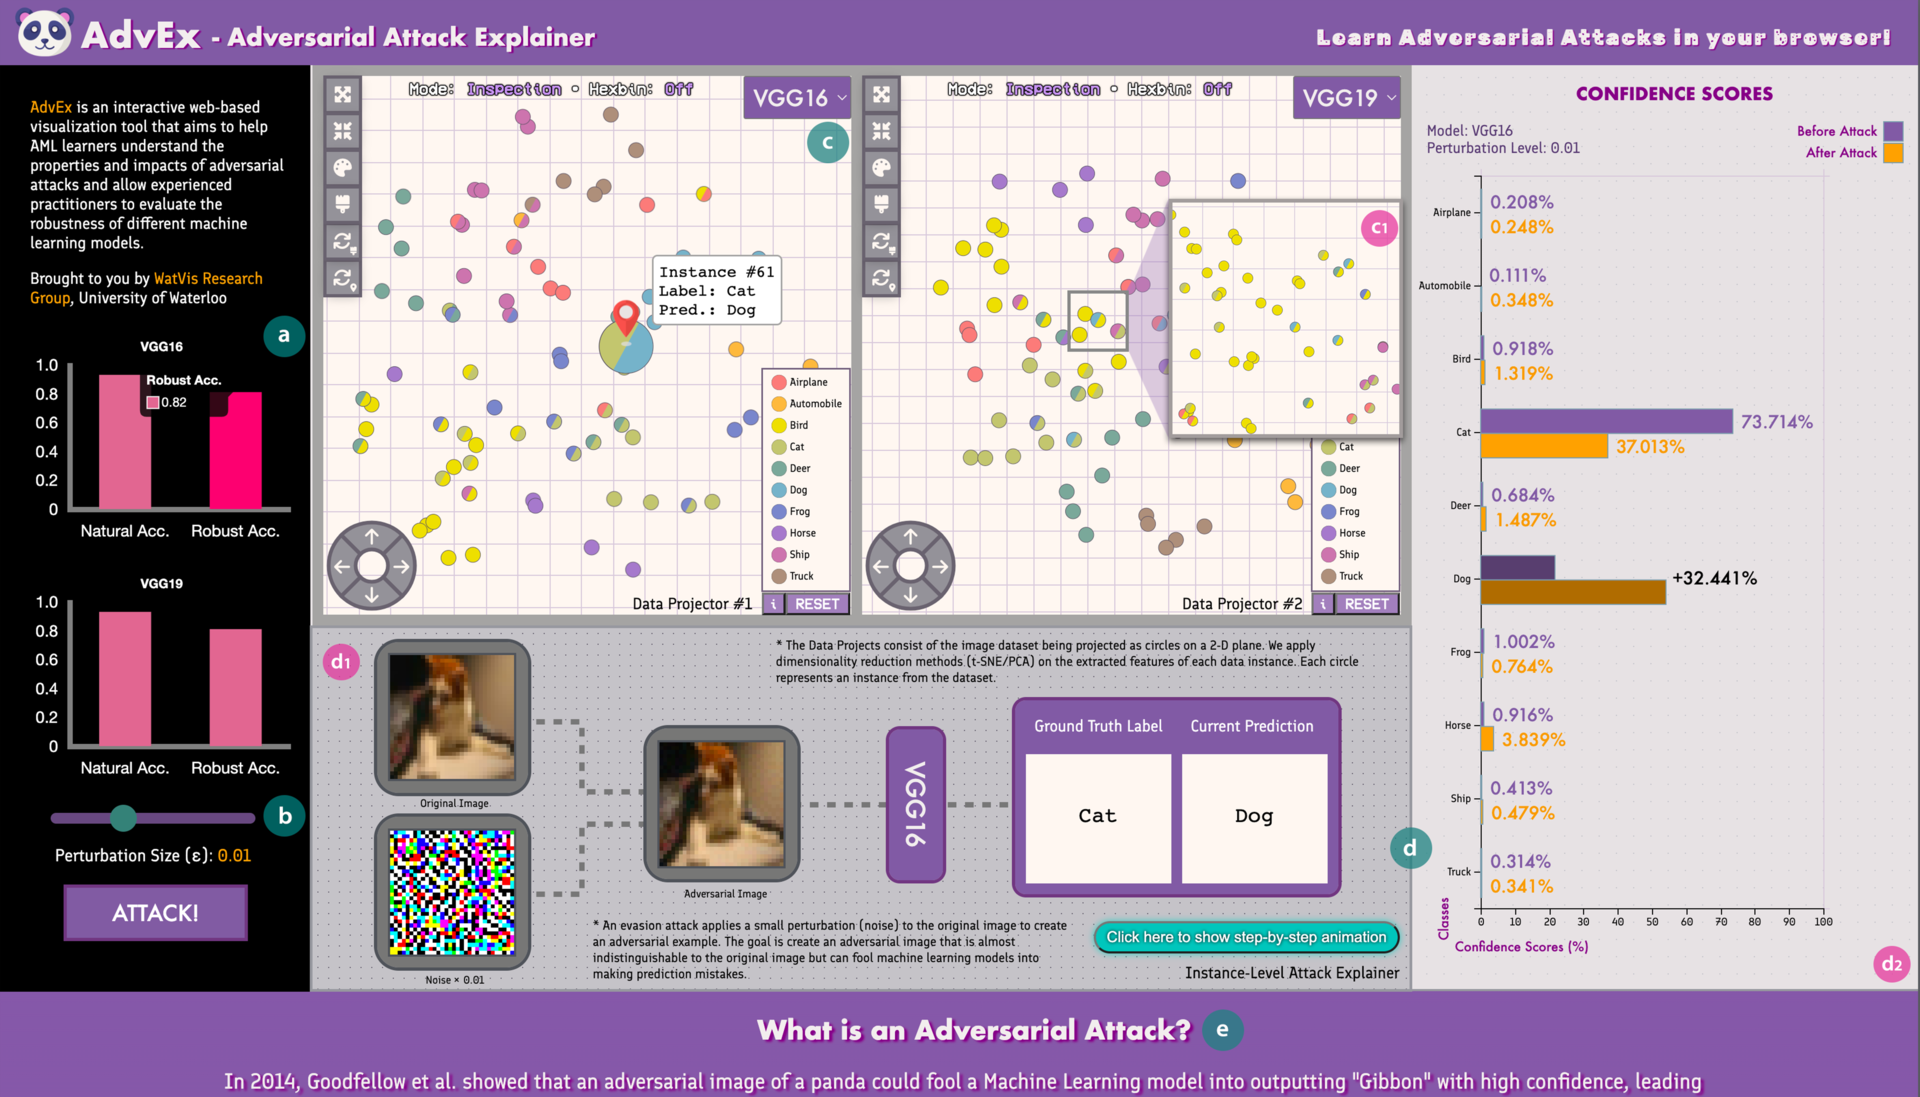 AdvEx - Adversarial Attack Explainer
Learn Adversarial Attacks in your browser!
AdvEx is an interactive web-based
visualization tool that aims to help
AML learners understand the
properties and impacts of adversarial
attacks and allow experienced
practitioners to evaluate the
robustness of different machine
learning models.
Brought to you by WatVis Research
Group, University of Waterloo
a
VGG16
1.0
0.8
0.6
0.4
0.2
0
Robust Acc.
0.82
Natural Acc.
Robust Acc.
VGG19
1.0
0.8
0.6
0.4
0.2
0
Natural Acc.
Robust Acc.
b
Perturbation Size (ε): 0.01
ATTACK!
Mode: Inspection • Hexbin: Off
VGG16
c
Instance #61
Label: Cat
Pred.: Dog
Airplane
Automobile
Bird
Cat
Deer
Dog
Frog
Horse
Ship
Truck
Data Projector #1
i
RESET
Mode: Inspection • Hexbin: Off
VGG19
c1
Cat
Deer
Dog
Frog
Horse
Ship
Truck
Data Projector #2
i
RESET
d1
* The Data Projects consist of the image dataset being projected as circles on a 2-D plane. We apply
dimensionality reduction methods (t-SNE/PCA) on the extracted features of each data instance. Each circle
represents an instance from the dataset.
Original Image
Noise × 0.01
Adversarial Image
VGG16
Ground Truth Label
Current Prediction
Cat
Dog
* An evasion attack applies a small perturbation (noise) to the original image to create
an adversarial example. The goal is create an adversarial image that is almost
indistinguishable to the original image but can fool machine learning models into
making prediction mistakes.
Click here to show step-by-step animation
Instance-Level Attack Explainer
d
CONFIDENCE SCORES
Model: VGG16
Perturbation Level: 0.01
Before Attack
After Attack
Airplane
0.208%
0.248%
Automobile
0.111%
0.348%
Bird
0.918%
1.319%
Cat
73.714%
37.013%
Deer
0.684%
1.487%
Dog
+32.441%
Frog
1.002%
0.764%
Horse
0.916%
3.839%
Ship
0.413%
0.479%
Truck
0.314%
0.341%
Classes
0 10 20 30 40 50 60 70 80 90 100
Confidence Scores (%)
d2
What is an Adversarial Attack?
e
In 2014, Goodfellow et al. showed that an adversarial image of a panda could fool a Machine Learning model into outputting "Gibbon" with high confidence, leading